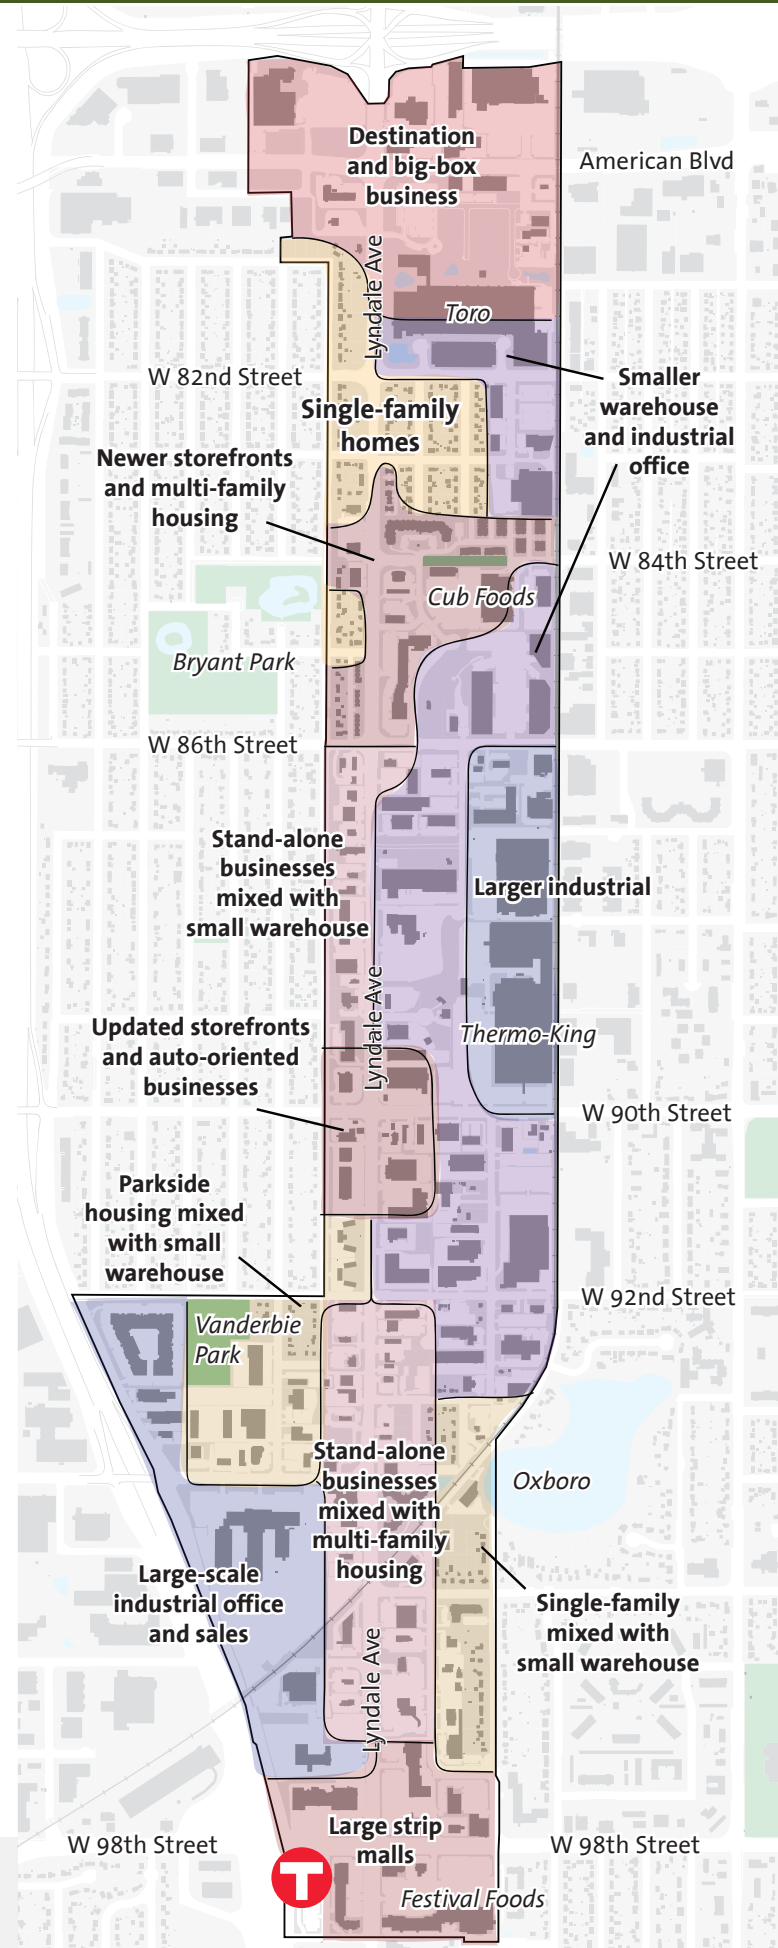 Destination
and big-box
business
American Blvd
Lyndale Ave
Toro
W 82nd Street
Smaller
warehouse
and industrial
office
Single-family
homes
Newer storefronts
and multi-family
housing
W 84th Street
Cub Foods
Bryant Park
W 86th Street
Stand-alone
businesses
mixed with
small warehouse
Larger industrial
Lyndale Ave
Updated storefronts
and auto-oriented
businesses
Thermo-King
W 90th Street
Parkside
housing mixed
with small
warehouse
W 92nd Street
Vanderbie
Park
Stand-alone
businesses
mixed with
multi-family
housing
Oxboro
Large-scale
industrial office
and sales
Single-family
mixed with
small warehouse
Lyndale Ave
Large strip
malls
W 98th Street
W 98th Street
T
Festival Foods